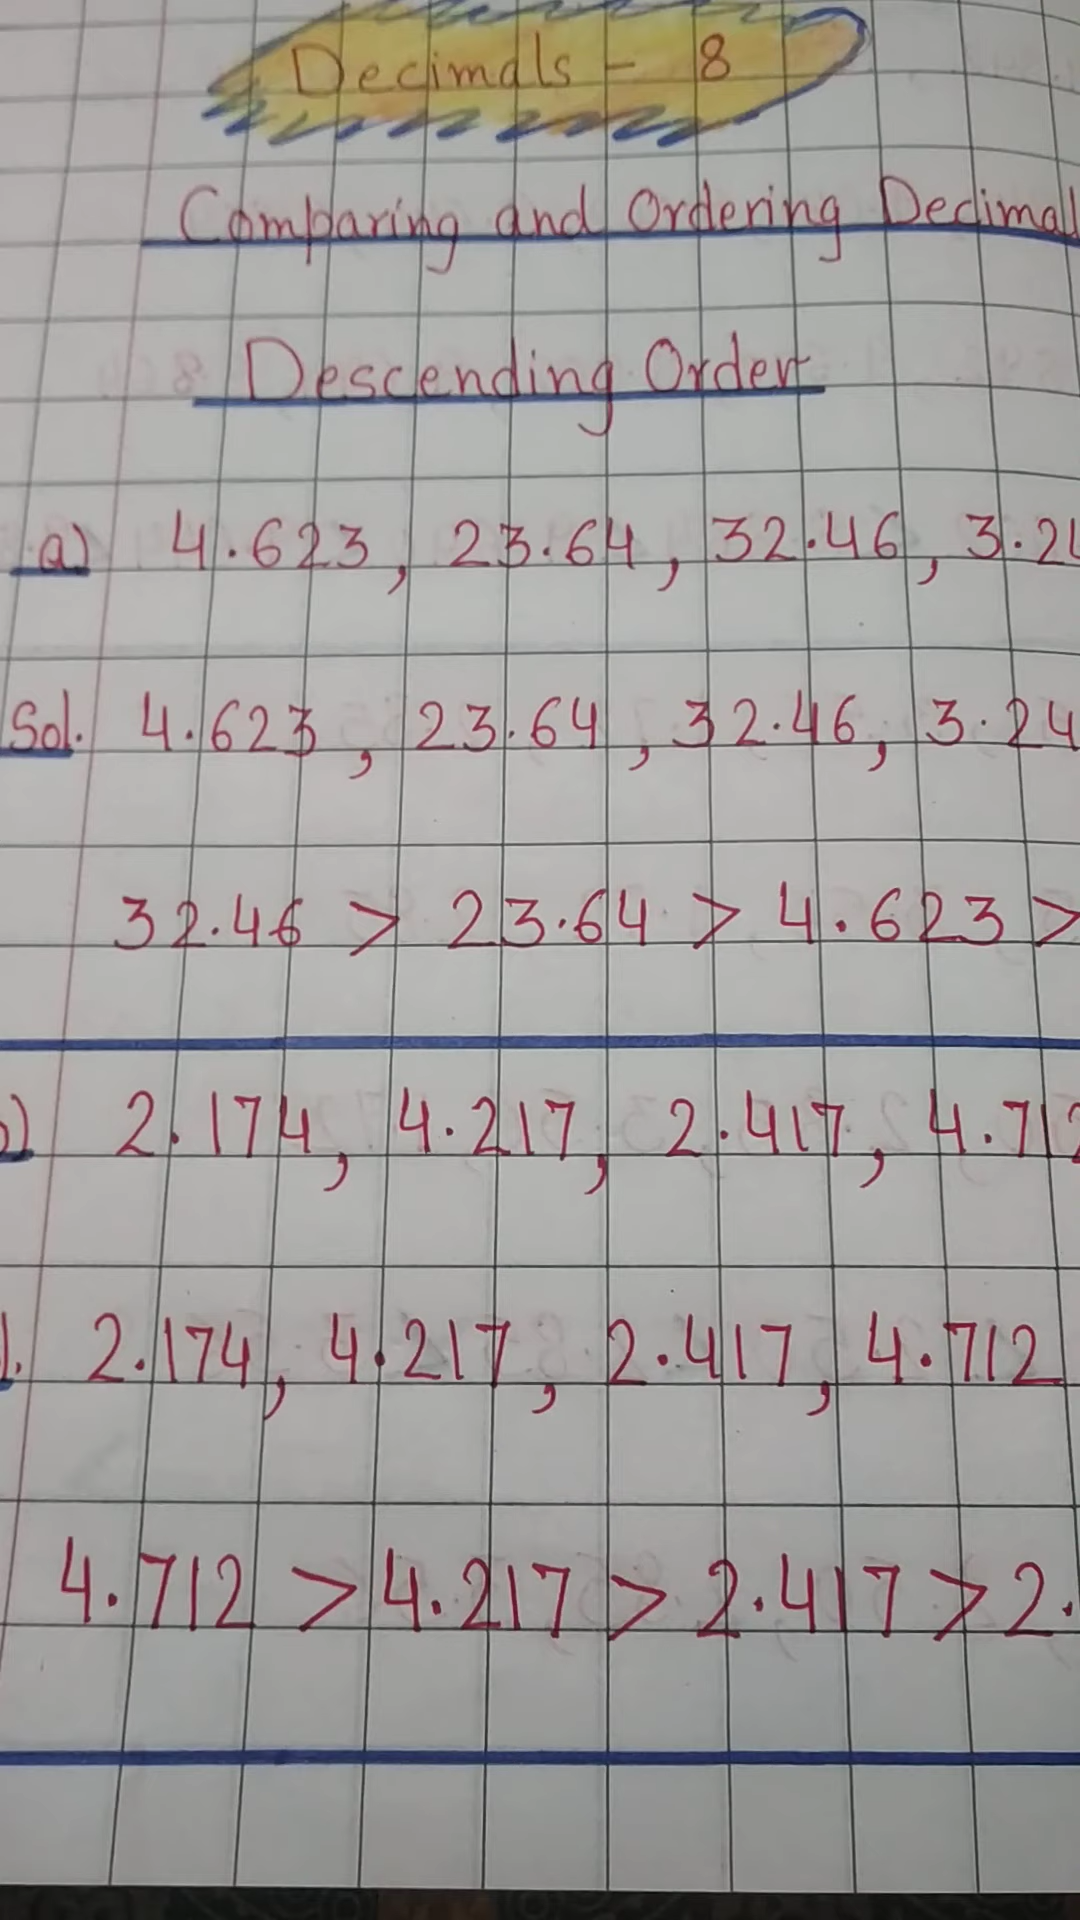 Decimals - 8
Comparing and Ordering Decimal
Descending Order
a) 4.623, 23.64, 32.46, 3.24
Sol. 4.623, 23.64, 32.46, 3.24
32.46 > 23.64 > 4.623 >
2.174, 4.217, 2.417, 4.712
2.174, 4.217, 2.417, 4.712
4.712 > 4.217 > 2.417 > 2.